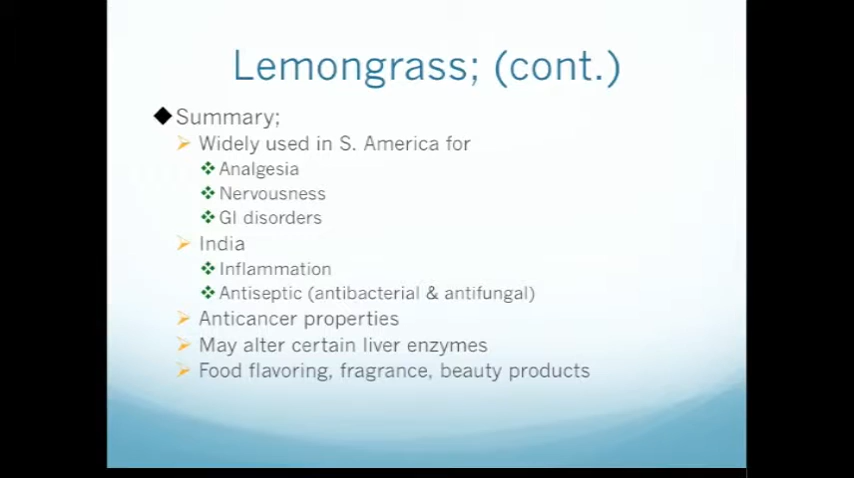 Lemongrass; (cont.)
Summary;
Widely used in S. America for
Analgesia
Nervousness
GI disorders
India
Inflammation
Antiseptic (antibacterial & antifungal)
Anticancer properties
May alter certain liver enzymes
Food flavoring, fragrance, beauty products